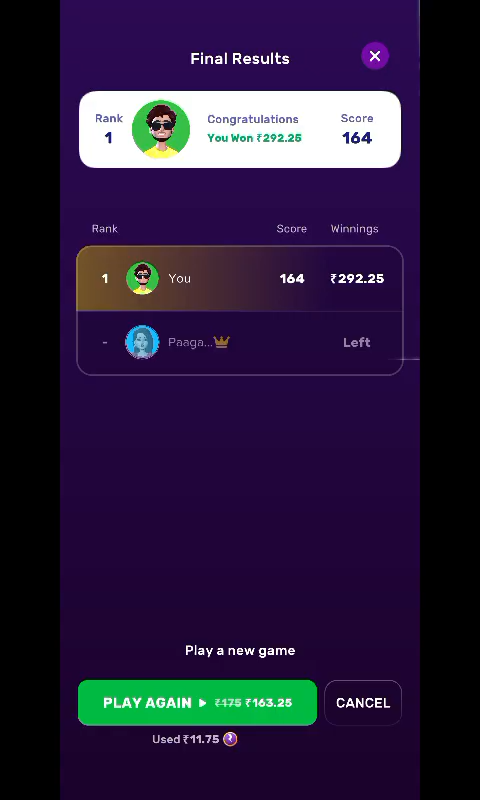 Final Results
Rank Congratulations Score
1 You Won ₹292.25 164
Rank Score Winnings
1 You 164 ₹292.25
- Paaga... Left
Play a new game
PLAY AGAIN ▶ ₹175 ₹163.25 CANCEL
Used ₹11.75